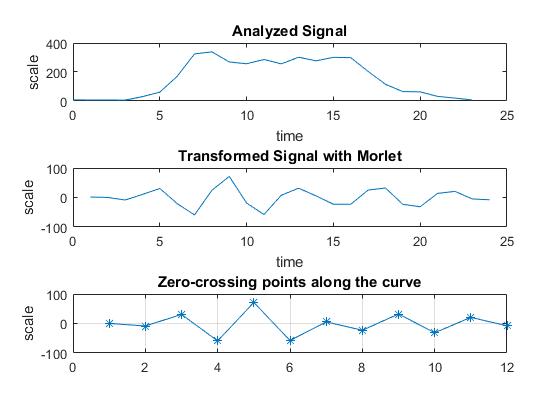 Analyzed Signal
400
200
0
scale
0 5 10 15 20 25
time
Transformed Signal with Morlet
100
0
-100
scale
0 5 10 15 20 25
time
Zero-crossing points along the curve
100
0
-100
scale
0 2 4 6 8 10 12